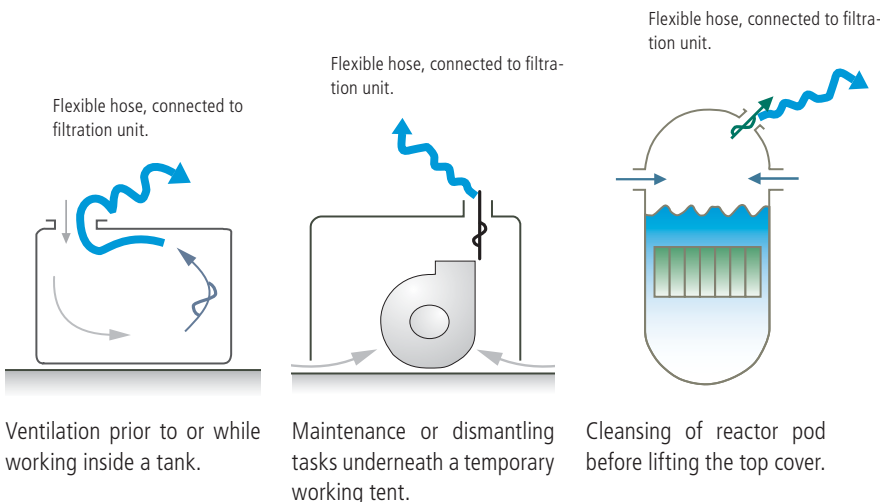 Flexible hose, connected to
filtration unit.
Flexible hose, connected to filtra-
tion unit.
Flexible hose, connected to filtra-
tion unit.
Ventilation prior to or while
working inside a tank.
Maintenance or dismantling
tasks underneath a temporary
working tent.
Cleansing of reactor pod
before lifting the top cover.